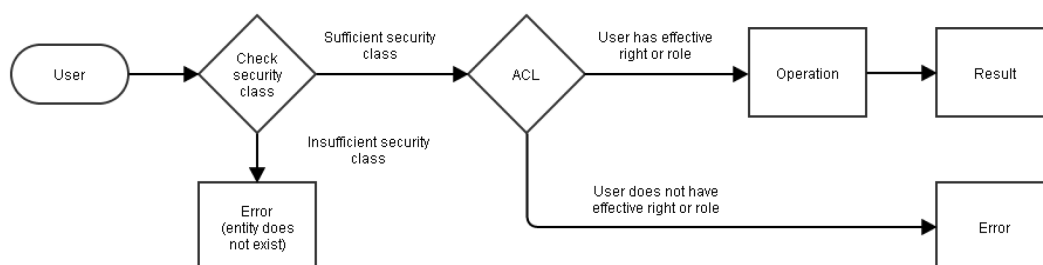 User
Check
security
class
Sufficient security
class
ACL
User has effective
right or role
Operation
Result
Insufficient security
class
Error
(entity does
not exist)
User does not have
effective right or role
Error